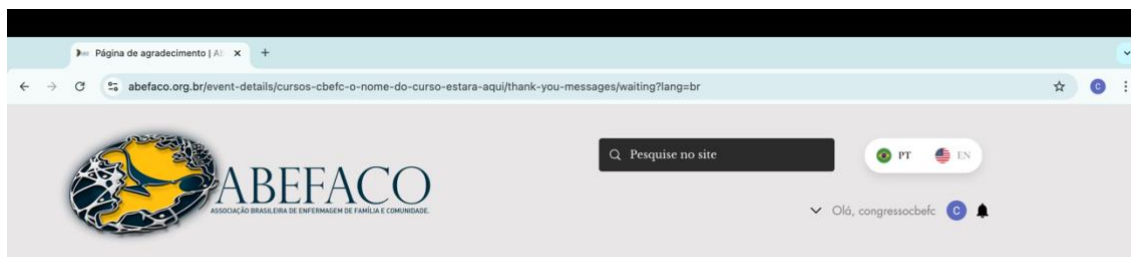 Página de agradecimento | A
abefaco.org.br/event-details/cursos-cbefc-o-nome-do-curso-estara-aqui/thank-you-messages/waiting?lang=br
C
Pesquise no site
PT EN
ABEFACO
ASSOCIAÇÃO BRASILEIRA DE ENFERMAGEM DE FAMÍLIA E COMUNIDADE.
Olá, congressocbefc C